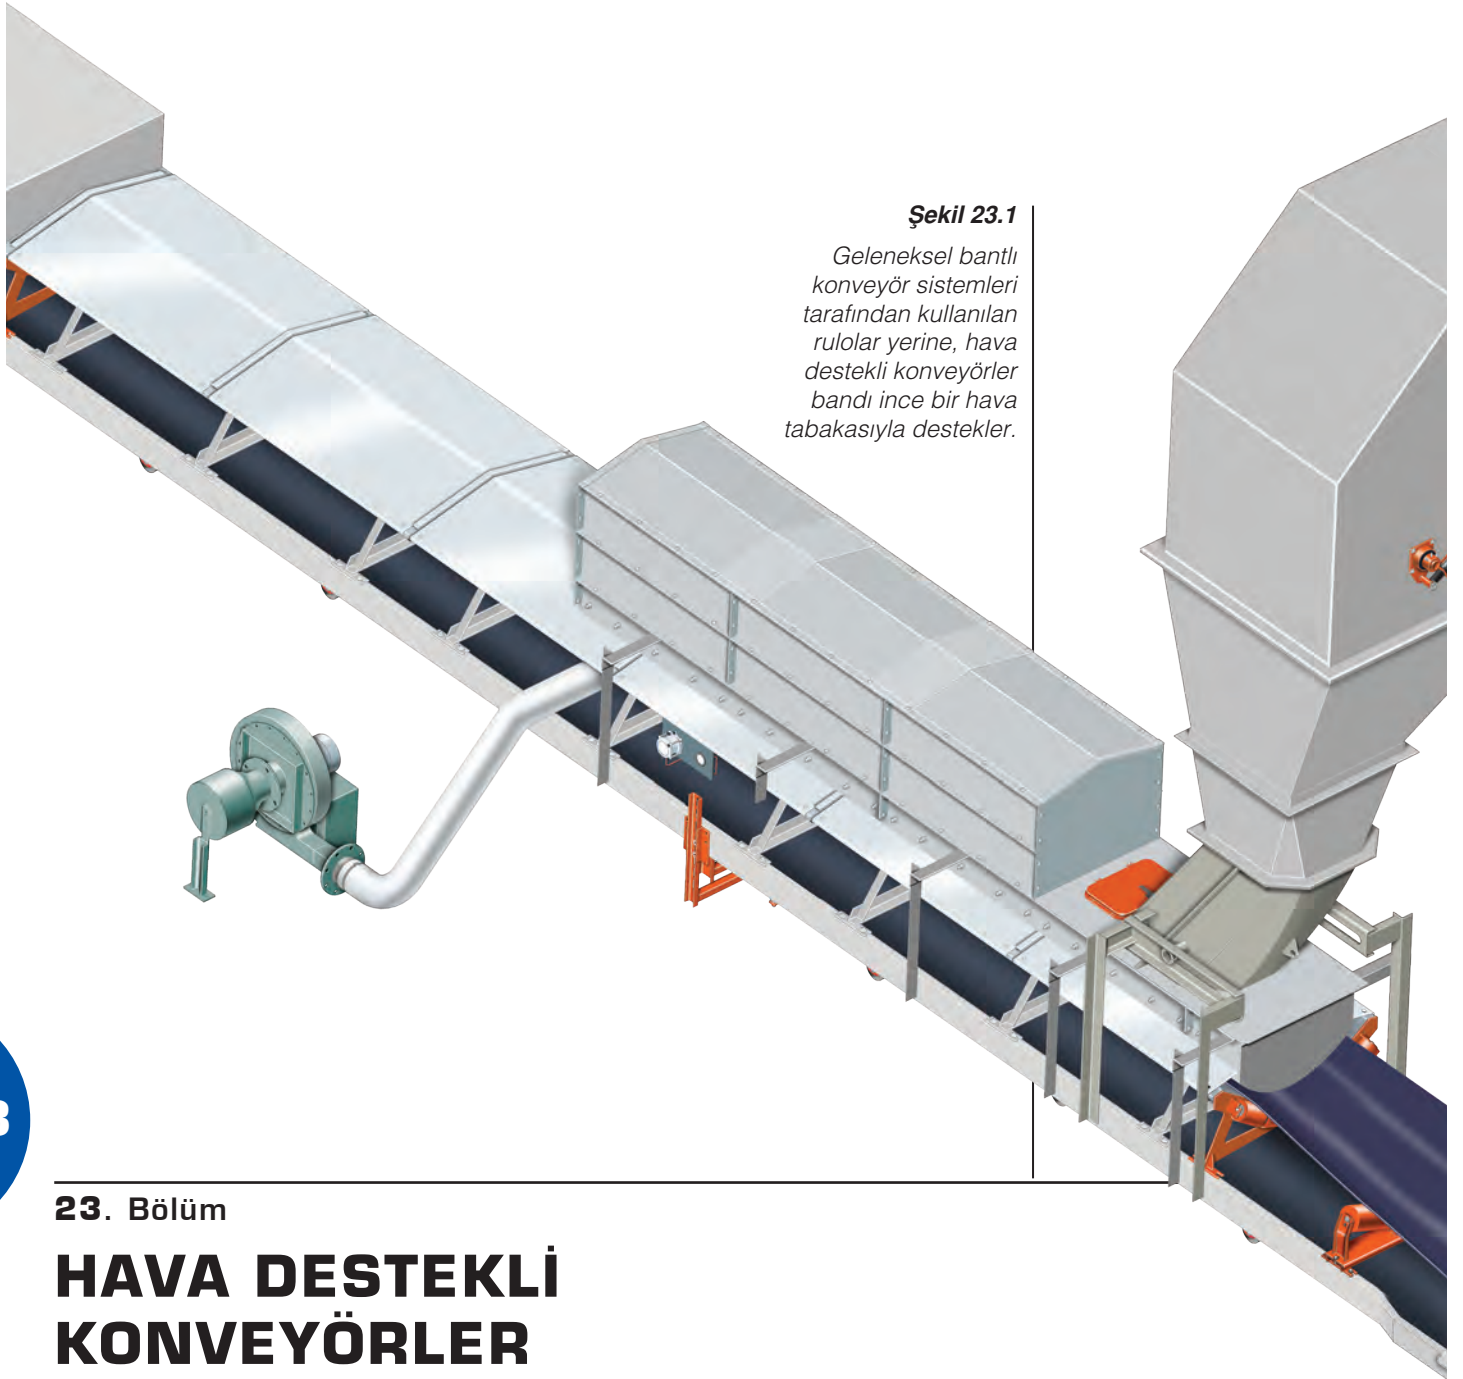 Şekil 23.1
Geleneksel bantlı
konveyör sistemleri
tarafından kullanılan
rulolar yerine, hava
destekli konveyörler
bandı ince bir hava
tabakasıyla destekler.
23. Bölüm
HAVA DESTEKLİ
KONVEYÖRLER